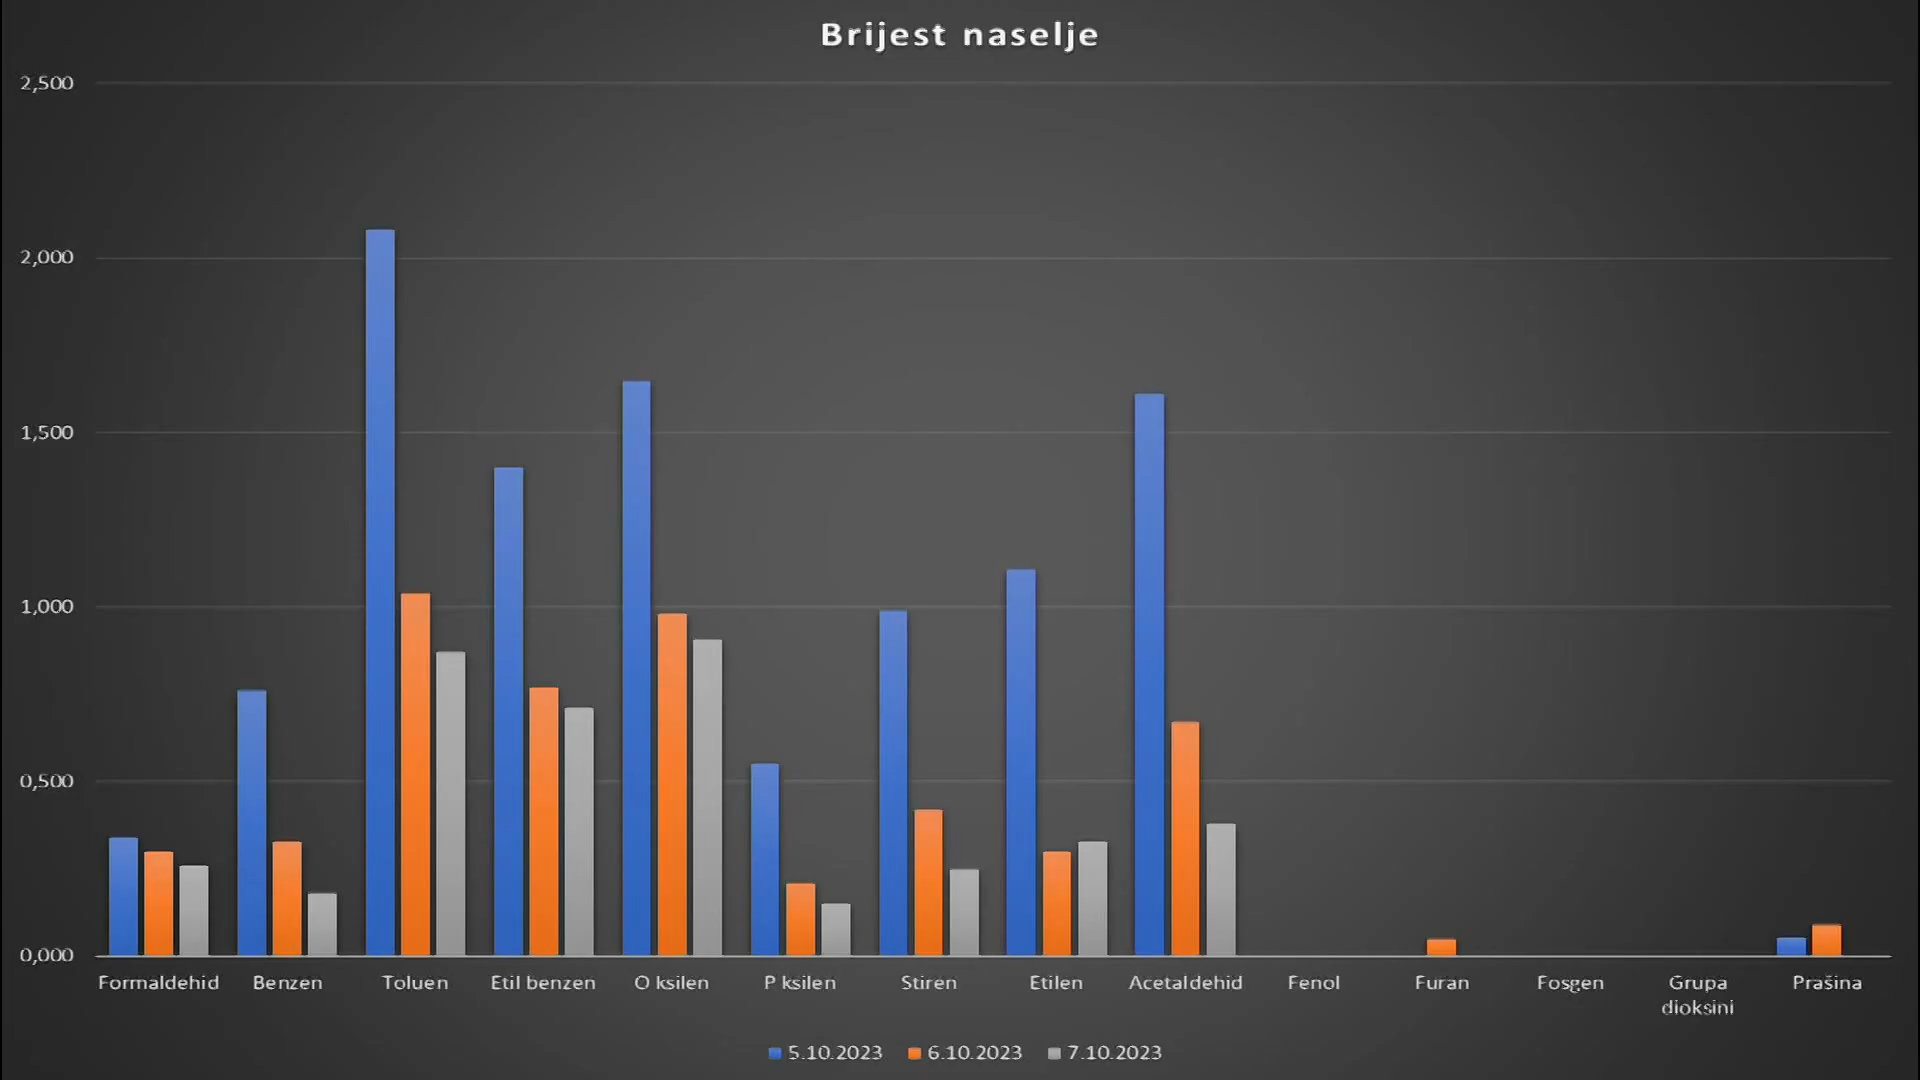 Brijest naselje
2,500
2,000
1,500
1,000
0,500
0,000
Formaldehid Benzen Toluen Etil benzen O ksilen P ksilen Stiren Etilen Acetaldehid Fenol Furan Fosgen Grupa dioksini Prašina
5.10.2023 6.10.2023 7.10.2023